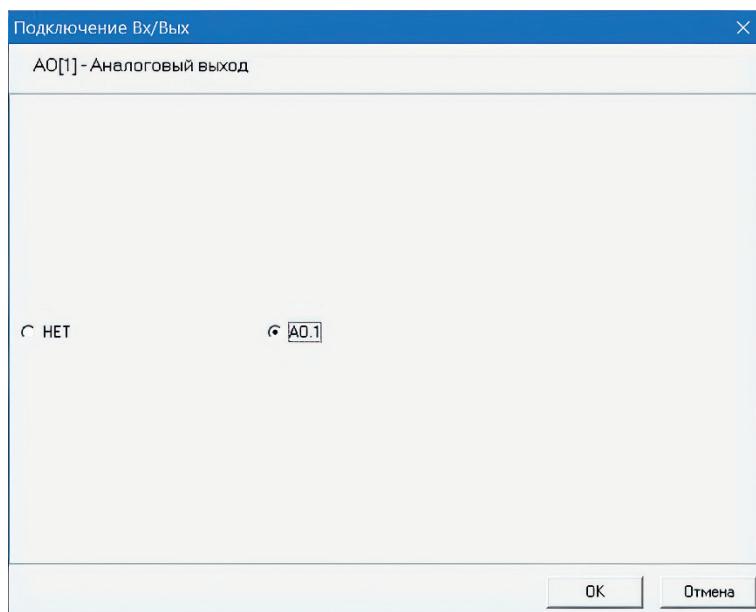 Подключение Вх/Вых
AO[1] - Аналоговый выход
НЕТ
AO.1
OK
Отмена